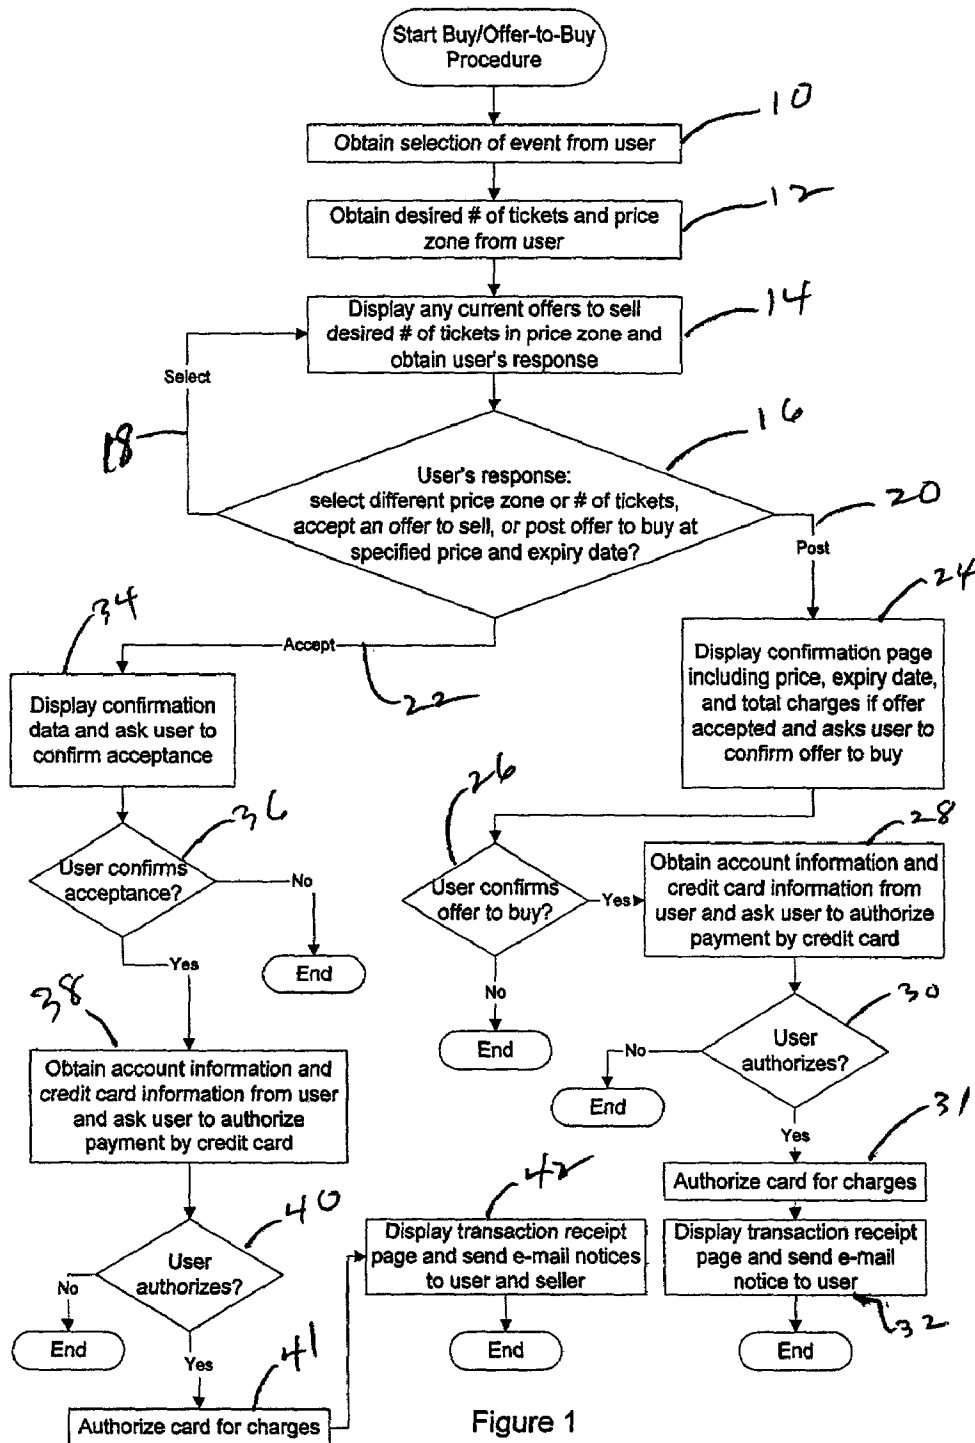 Start Buy/Offer-to-Buy
Procedure
10
Obtain selection of event from user
12
Obtain desired # of tickets and price
zone from user
14
Display any current offers to sell
desired # of tickets in price zone and
obtain user's response
Select
18
16
User's response:
select different price zone or # of tickets,
accept an offer to sell, or post offer to buy at
specified price and expiry date?
20
Post
34
Accept
22
24
Display confirmation
data and ask user to
confirm acceptance
Display confirmation page
including price, expiry date,
and total charges if offer
accepted and asks user to
confirm offer to buy
36
User confirms
acceptance?
No
End
Yes
26
User confirms
offer to buy?
Yes
No
End
28
Obtain account information and
credit card information from
user and ask user to authorize
payment by credit card
30
User
authorizes?
No
End
Yes
31
Authorize card for charges
Display transaction receipt
page and send e-mail
notice to user
32
End
38
Obtain account information and
credit card information from user
and ask user to authorize
payment by credit card
40
User
authorizes?
No
End
Yes
41
Authorize card for charges
42
Display transaction receipt
page and send e-mail notices
to user and seller
End
Figure 1